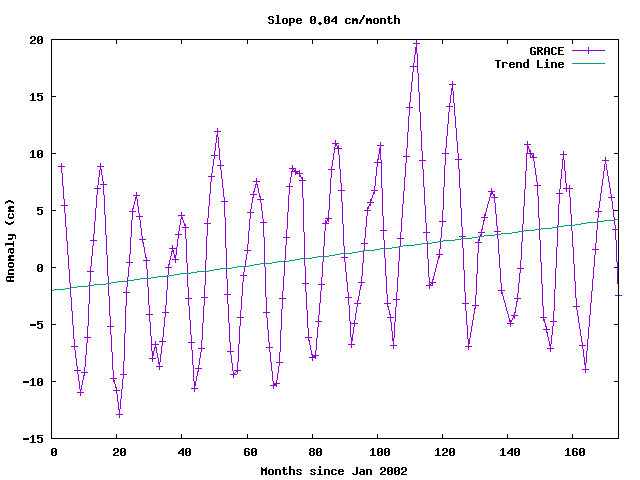 Slope 0.04 cm/month
GRACE
Trend Line
20
15
10
5
0
-5
-10
-15
Anomaly (cm)
0 20 40 60 80 100 120 140 160
Months since Jan 2002